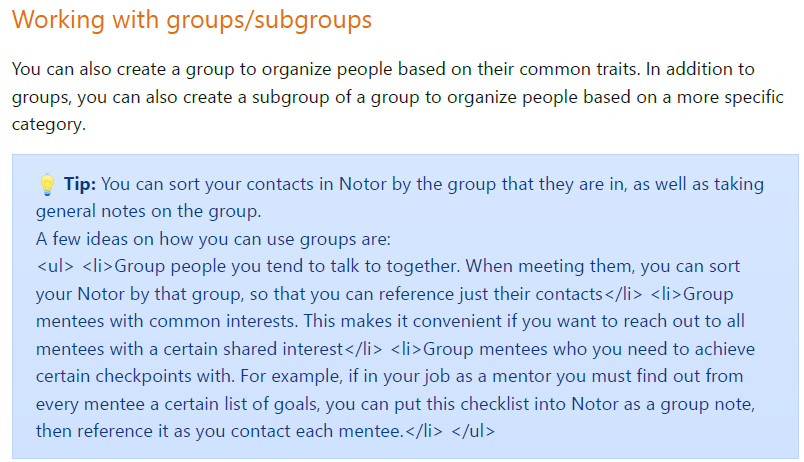 Working with groups/subgroups
You can also create a group to organize people based on their common traits. In addition to
groups, you can also create a subgroup of a group to organize people based on a more specific
category.
💡 Tip: You can sort your contacts in Notor by the group that they are in, as well as taking
general notes on the group.
A few ideas on how you can use groups are:
<ul> <li>Group people you tend to talk to together. When meeting them, you can sort
your Notor by that group, so that you can reference just their contacts</li> <li>Group
mentees with common interests. This makes it convenient if you want to reach out to all
mentees with a certain shared interest</li> <li>Group mentees who you need to achieve
certain checkpoints with. For example, if in your job as a mentor you must find out from
every mentee a certain list of goals, you can put this checklist into Notor as a group note,
then reference it as you contact each mentee.</li> </ul>